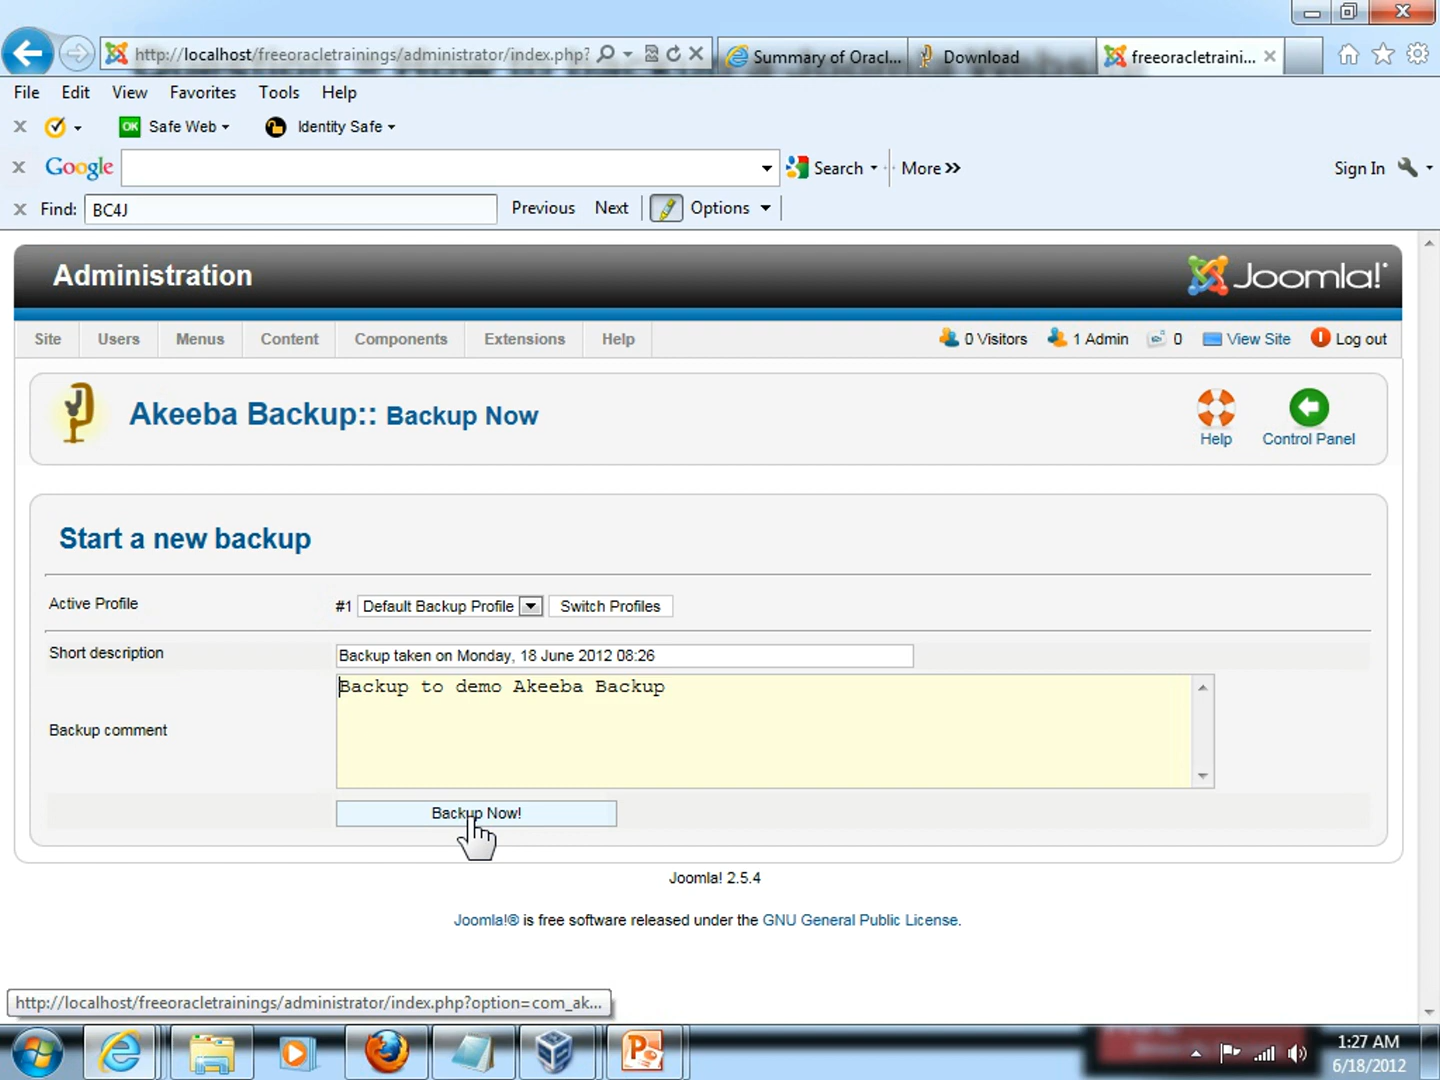 http://localhost/freeoracletrainings/administrator/index.php?
Summary of Oracl...
Download
freeoracletraini...
File Edit View Favorites Tools Help
OK Safe Web Identity Safe
Google Search More »
Sign In
Find: BC4J Previous Next Options
Administration
Joomla!
Site Users Menus Content Components Extensions Help
0 Visitors 1 Admin 0 View Site Log out
Akeeba Backup:: Backup Now
Help Control Panel
Start a new backup
Active Profile #1 Default Backup Profile Switch Profiles
Short description Backup taken on Monday, 18 June 2012 08:26
Backup to demo Akeeba Backup
Backup comment
Backup Now!
Joomla! 2.5.4
Joomla!® is free software released under the GNU General Public License.
http://localhost/freeoracletrainings/administrator/index.php?option=com_ak...
1:27 AM
6/18/2012